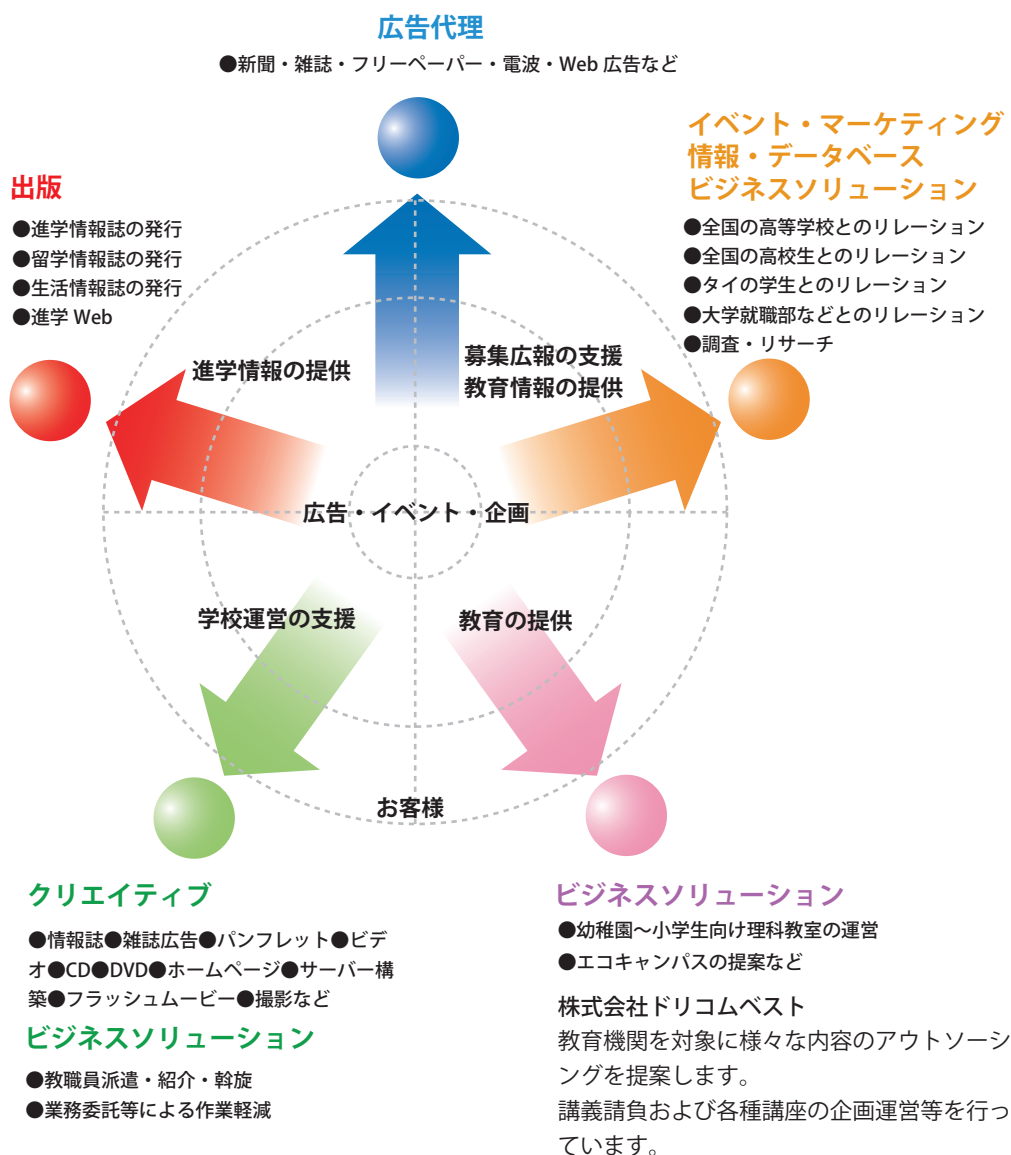 広告代理
●新聞・雑誌・フリーペーパー・電波・Web 広告など
イベント・マーケティング
情報・データベース
ビジネスソリューション
●全国の高等学校とのリレーション
●全国の高校生とのリレーション
●タイの学生とのリレーション
●大学就職部などとのリレーション
●調査・リサーチ
出版
●進学情報誌の発行
●留学情報誌の発行
●生活情報誌の発行
●進学 Web
進学情報の提供
募集広報の支援
教育情報の提供
広告・イベント・企画
学校運営の支援
教育の提供
お客様
クリエイティブ
●情報誌●雑誌広告●パンフレット●ビデ
オ●CD●DVD●ホームページ●サーバー構
築●フラッシュムービー●撮影など
ビジネスソリューション
●教職員派遣・紹介・斡旋
●業務委託等による作業軽減
ビジネスソリューション
●幼稚園～小学生向け理科教室の運営
●エコキャンパスの提案など
株式会社ドリコムベスト
教育機関を対象に様々な内容のアウトソーシ
ングを提案します。
講義請負および各種講座の企画運営等を行っ
ています。